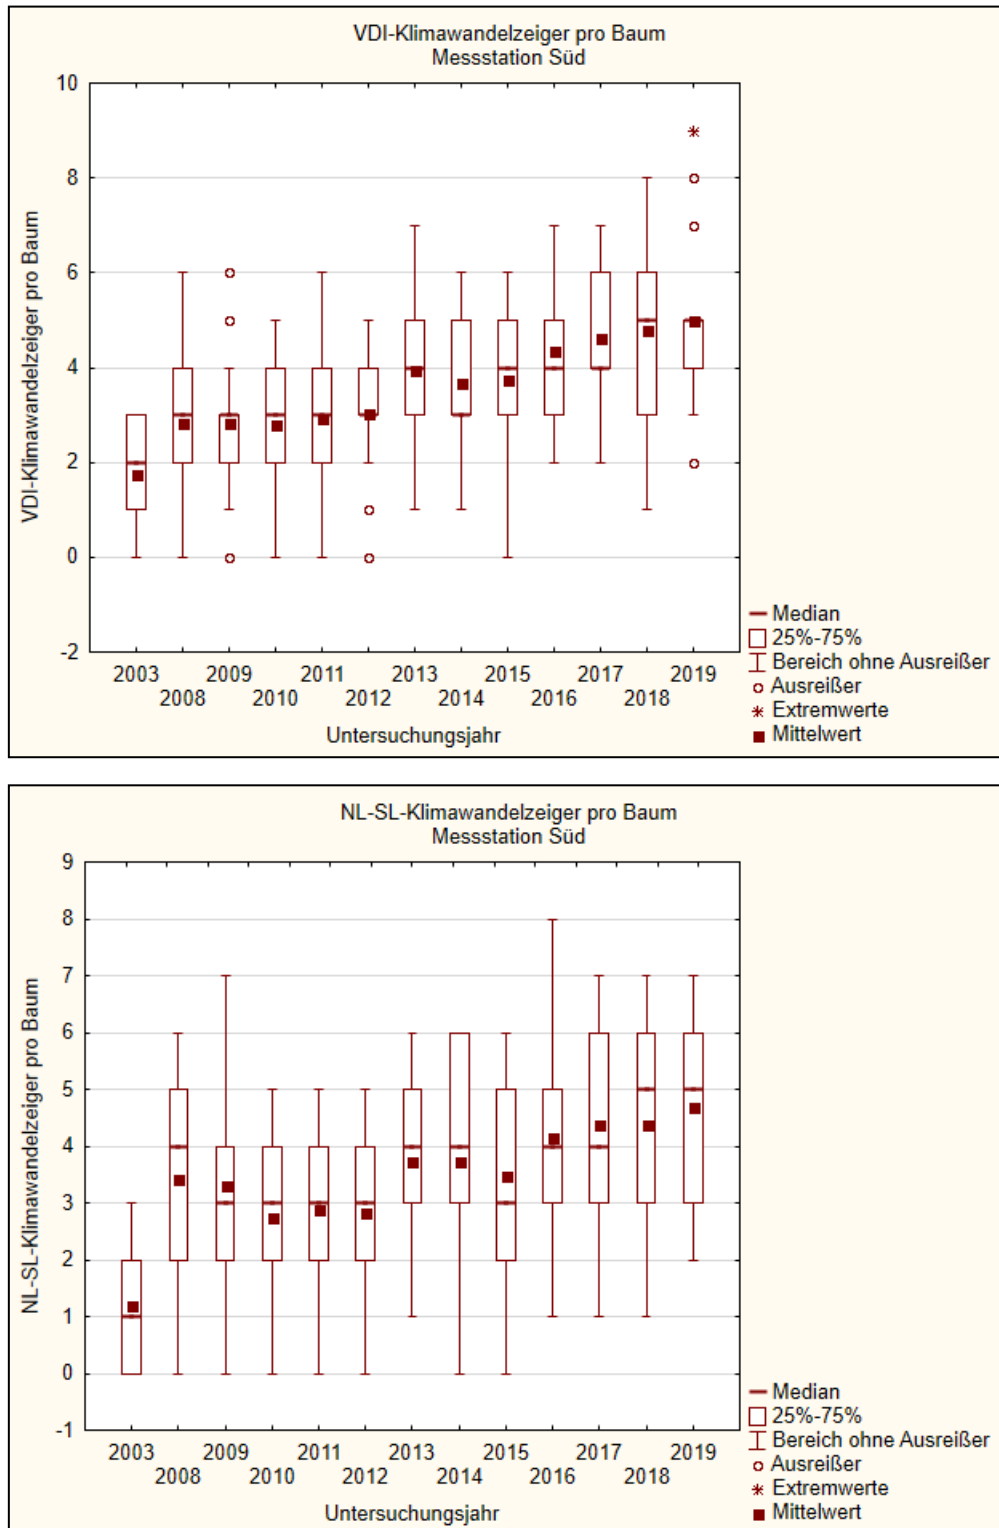 VDI-Klimawandelzeiger pro Baum
Messstation Süd
VDI-Klimawandelzeiger pro Baum
10
8
6
4
2
0
-2
2003 2009 2011 2013 2015 2017 2019
2008 2010 2012 2014 2016 2018
Untersuchungsjahr
Median
25%-75%
Bereich ohne Ausreißer
Ausreißer
Extremwerte
Mittelwert
NL-SL-Klimawandelzeiger pro Baum
Messstation Süd
NL-SL-Klimawandelzeiger pro Baum
9
8
7
6
5
4
3
2
1
0
-1
2003 2009 2011 2013 2015 2017 2019
2008 2010 2012 2014 2016 2018
Untersuchungsjahr
Median
25%-75%
Bereich ohne Ausreißer
Ausreißer
Extremwerte
Mittelwert